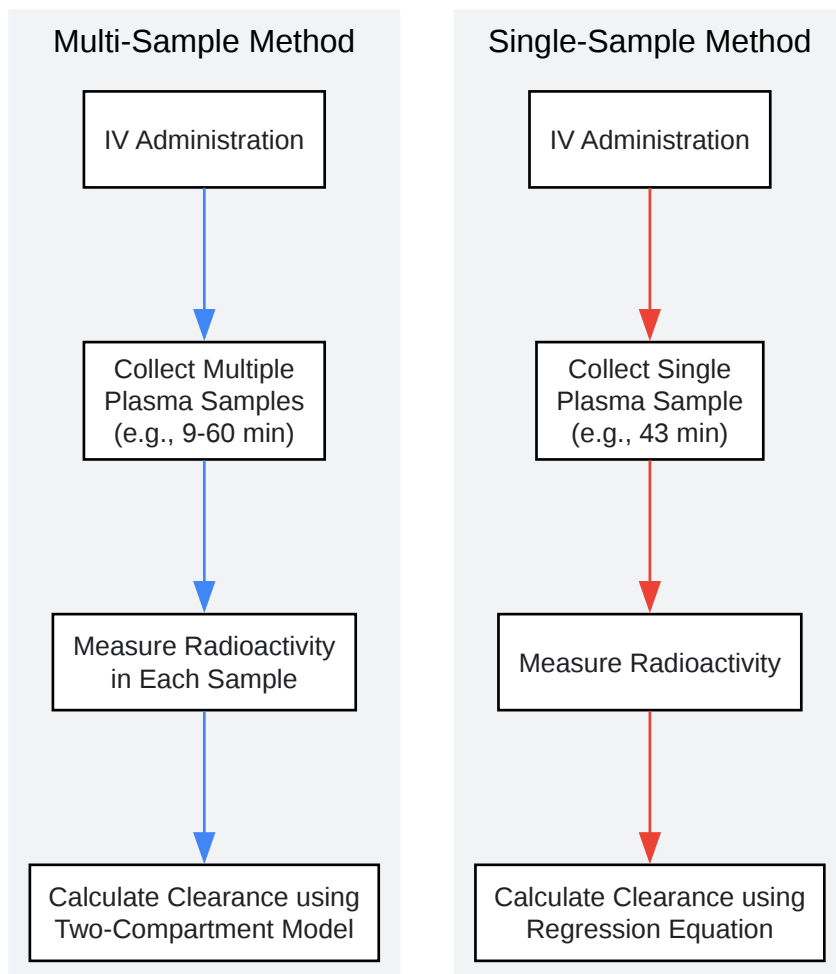 Multi-Sample Method
IV Administration
Collect Multiple
Plasma Samples
(e.g., 9-60 min)
Measure Radioactivity
in Each Sample
Calculate Clearance using
Two-Compartment Model
Single-Sample Method
IV Administration
Collect Single
Plasma Sample
(e.g., 43 min)
Measure Radioactivity
Calculate Clearance using
Regression Equation